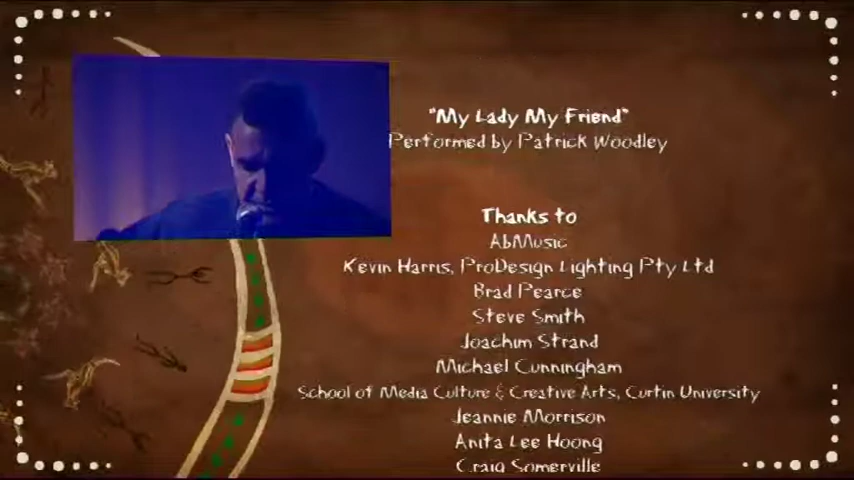 "My Lady My Friend"
Performed by Patrick Woodley
Thanks to
AbMusic
Kevin Harris, ProDesign Lighting Pty Ltd
Brad Pearce
Steve Smith
Joachim Strand
Michael Cunningham
School of Media Culture & Creative Arts, Curtin University
Jeannie Morrison
Anita Lee Hoong
Craig Somerville